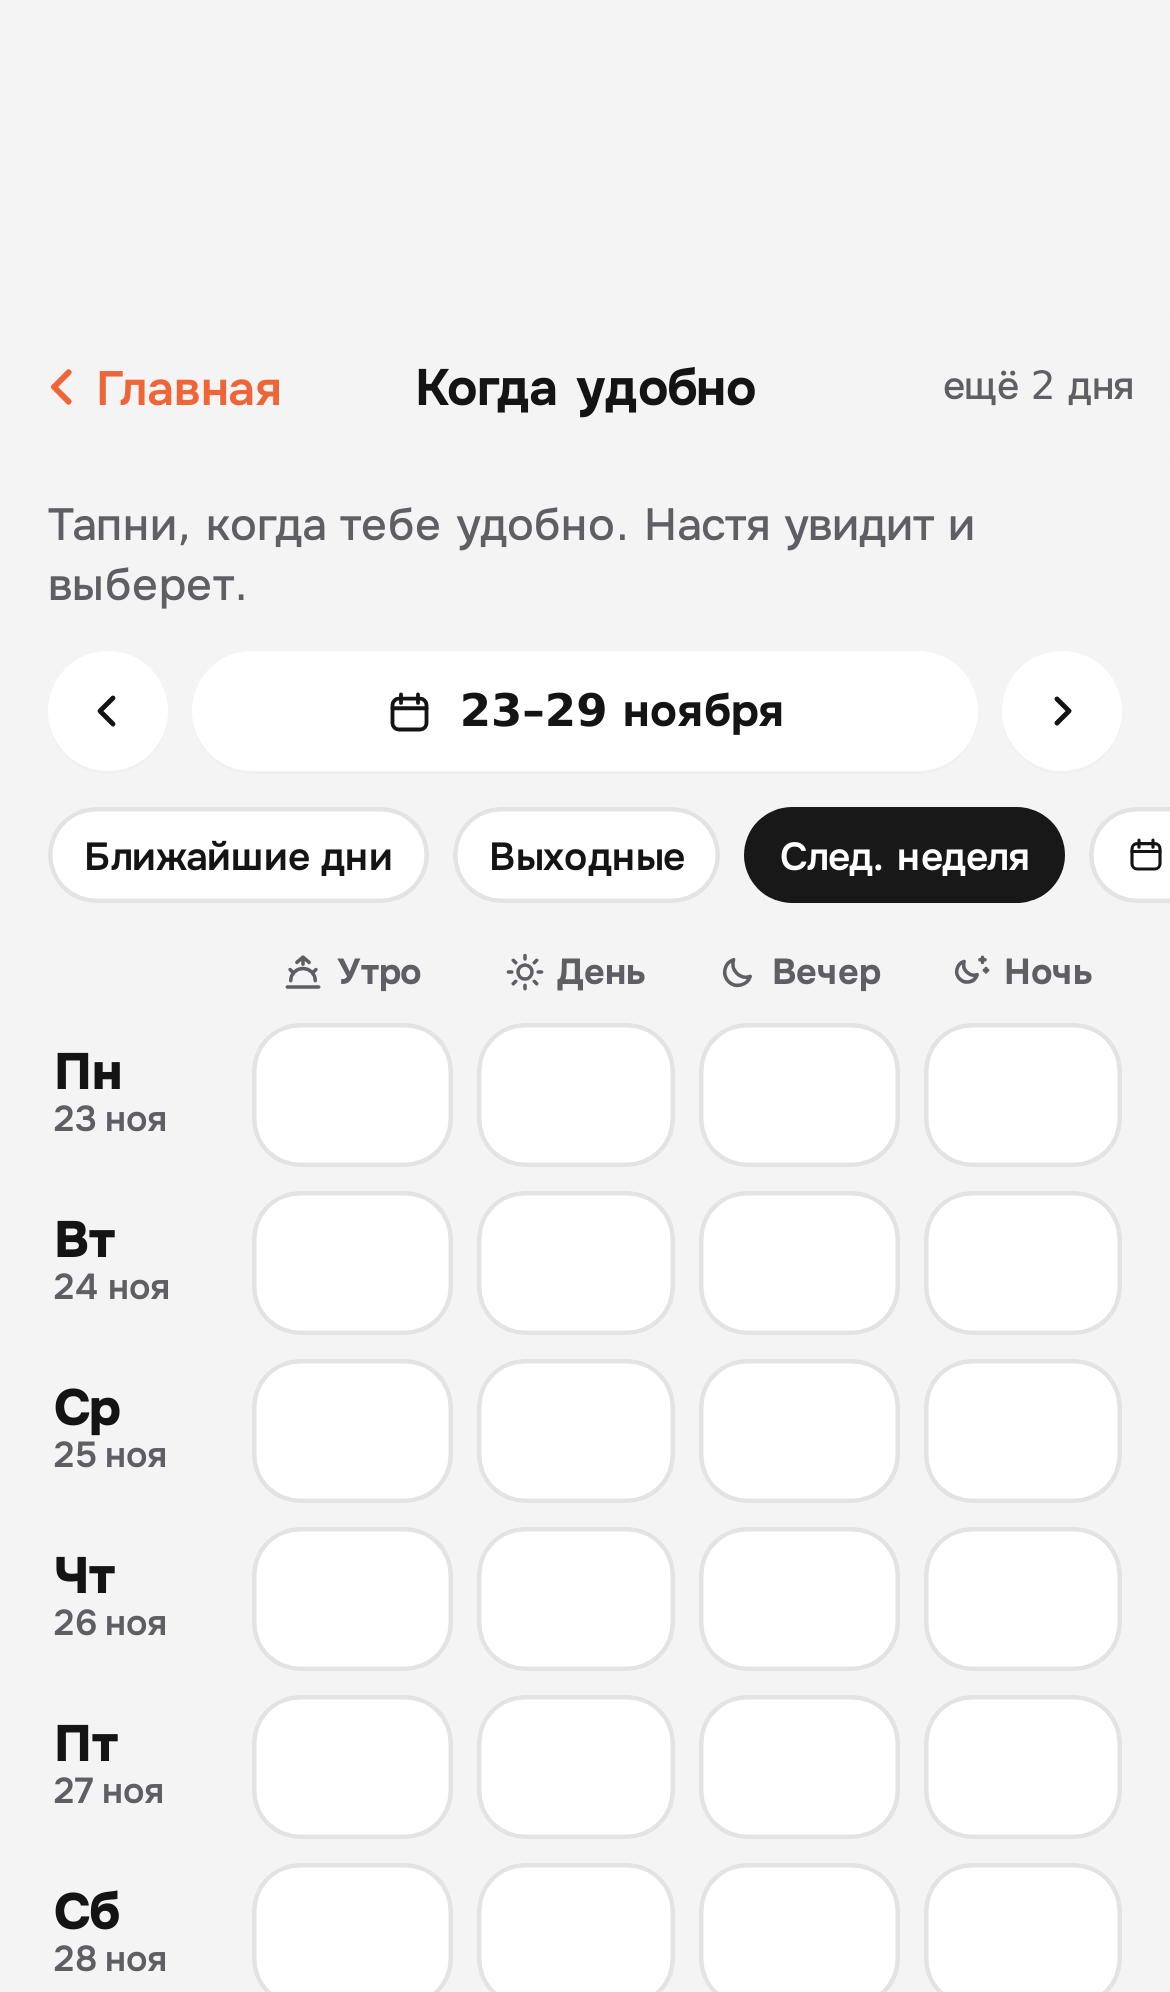 Главная
Когда удобно
ещё 2 дня
Тапни, когда тебе удобно. Настя увидит и
выберет.
23–29 ноября
Ближайшие дни
Выходные
След. неделя
Утро
День
Вечер
Ночь
Пн
23 ноя
Вт
24 ноя
Ср
25 ноя
Чт
26 ноя
Пт
27 ноя
Сб
28 ноя